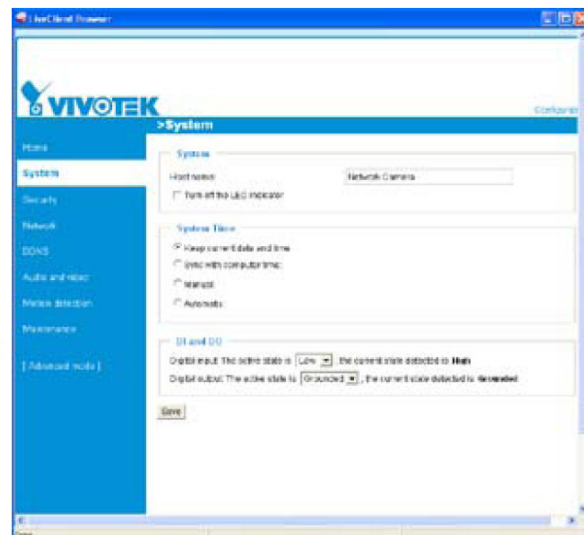 LiveClient Browser
VIVOTEK
>System
Home
System
Security
Network
DDNS
Audio and video
Motion detection
Maintenance
[ Advanced mode ]
System
Host name: Network Camera
Turn off the LED indicator
System Time
Keep current date and time
Sync with computer time:
Manual:
Automatic:
DI and DO
Digital input: The active state is Low , the current state detected is High
Digital output: The active state is Grounded , the current state detected is Grounded
Save